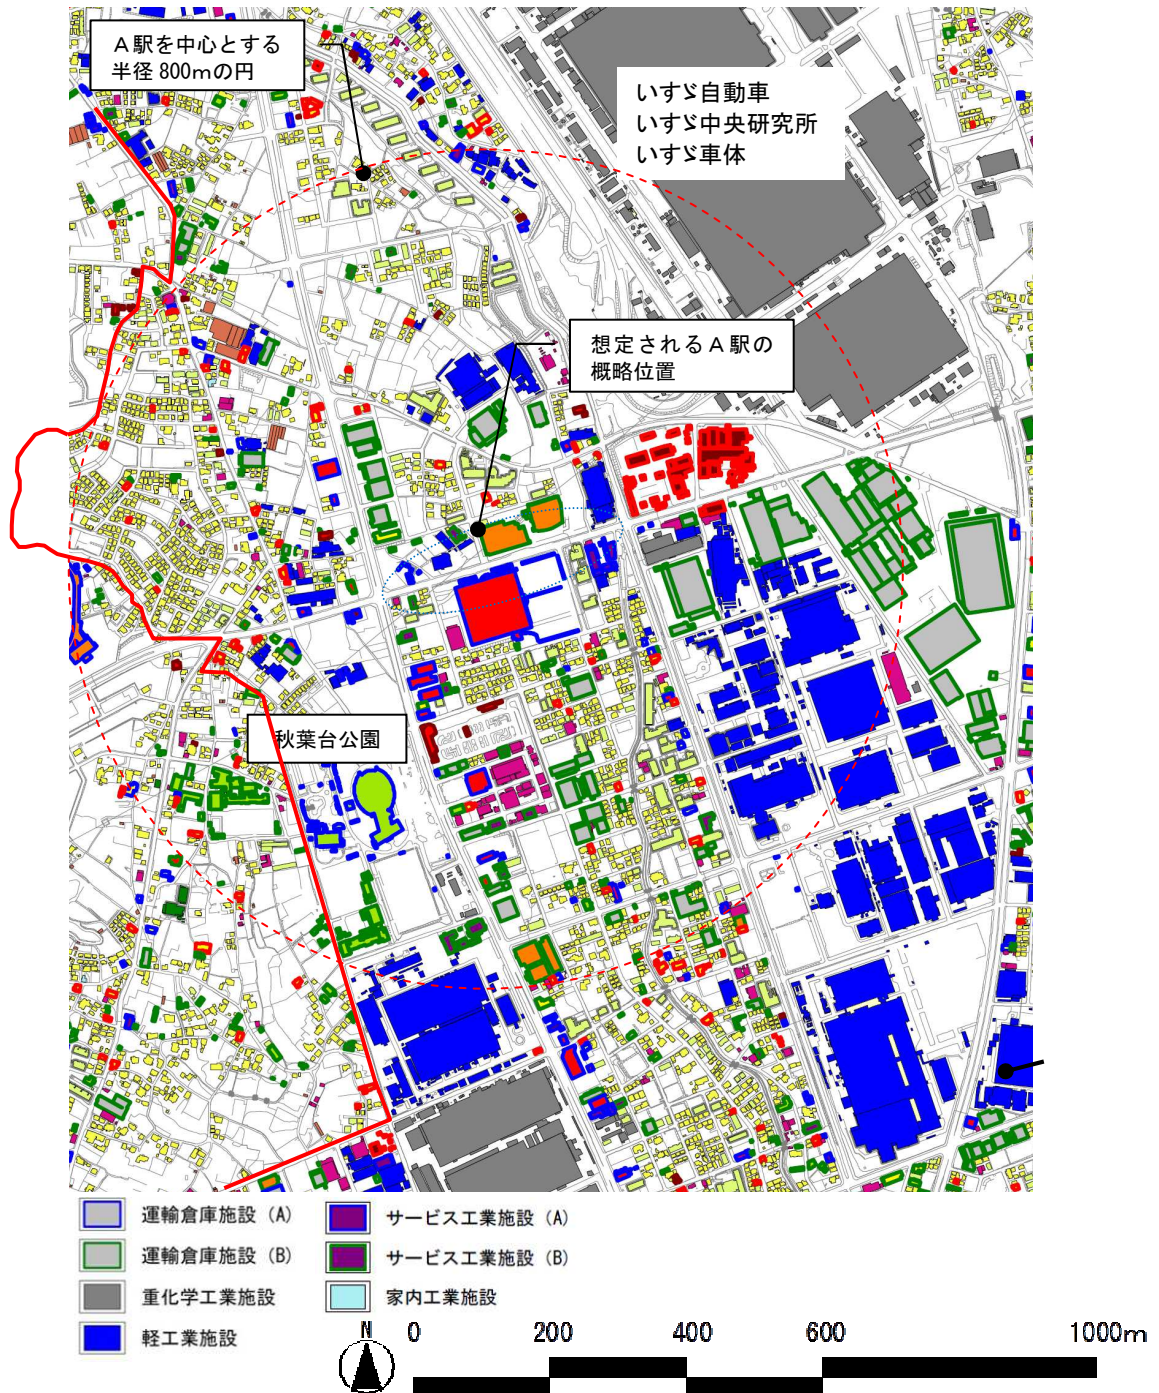 A駅を中心とする
半径 800mの円
いすゞ自動車
いすゞ中央研究所
いすゞ車体
想定されるA駅の
概略位置
秋葉台公園
運輸倉庫施設（A）
運輸倉庫施設（B）
重化学工業施設
軽工業施設
サービス工業施設（A）
サービス工業施設（B）
家内工業施設
N
0 200 400 600 1000m